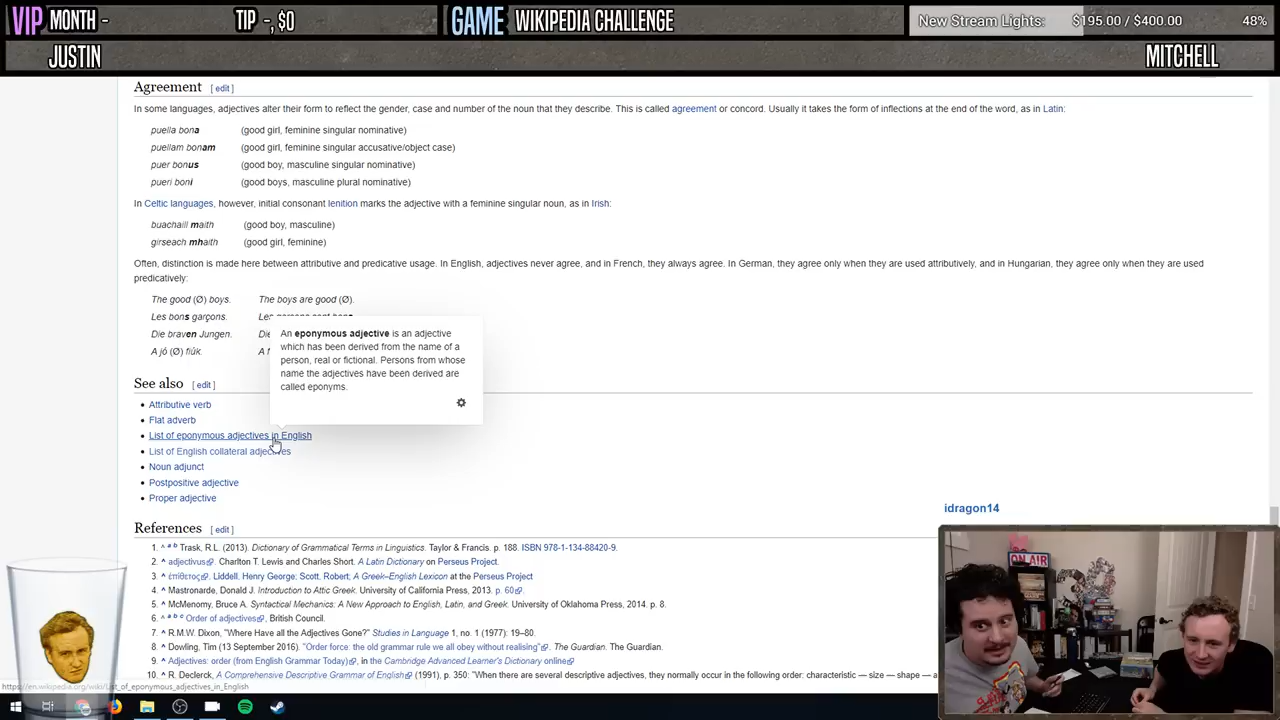 VIP MONTH -
TIP -, $0
GAME WIKIPEDIA CHALLENGE
New Stream Lights: $195.00 / $400.00 48%
JUSTIN
MITCHELL
Agreement [ edit ]
In some languages, adjectives alter their form to reflect the gender, case and number of the noun that they describe. This is called agreement or concord. Usually it takes the form of inflections at the end of the word, as in Latin:
puella bona (good girl, feminine singular nominative)
puellam bonam (good girl, feminine singular accusative/object case)
puer bonus (good boy, masculine singular nominative)
pueri boni (good boys, masculine plural nominative)
In Celtic languages, however, initial consonant lenition marks the adjective with a feminine singular noun, as in Irish:
buachaill maith (good boy, masculine)
girseach mhaith (good girl, feminine)
Often, distinction is made here between attributive and predicative usage. In English, adjectives never agree, and in French, they always agree. In German, they agree only when they are used attributively, and in Hungarian, they agree only when they are used
predicatively:
The good (Ø) boys. The boys are good (Ø).
Les bons garçons.
Die braven Jungen. Die
A jó (Ø) fiúk. A f
An eponymous adjective is an adjective
which has been derived from the name of a
person, real or fictional. Persons from whose
name the adjectives have been derived are
called eponyms.
See also [ edit ]
• Attributive verb
• Flat adverb
• List of eponymous adjectives in English
• List of English collateral adjectives
• Noun adjunct
• Postpositive adjective
• Proper adjective
idragon14
References [ edit ]
1. ^ a b Trask, R.L. (2013). Dictionary of Grammatical Terms in Linguistics. Taylor & Francis. p. 188. ISBN 978-1-134-88420-9.
2. ^ adjectivus. Charlton T. Lewis and Charles Short. A Latin Dictionary on Perseus Project.
3. ^ ἐπίθετος. Liddell, Henry George; Scott, Robert; A Greek–English Lexicon at the Perseus Project
4. ^ Mastronarde, Donald J. Introduction to Attic Greek. University of California Press, 2013. p. 60.
5. ^ McMenomy, Bruce A. Syntactical Mechanics: A New Approach to English, Latin, and Greek. University of Oklahoma Press, 2014. p. 8.
6. ^ a b c Order of adjectives, British Council.
7. ^ R.M.W. Dixon, "Where Have all the Adjectives Gone?" Studies in Language 1, no. 1 (1977): 19–80.
8. ^ Dowling, Tim (13 September 2016). "Order force: the old grammar rule we all obey without realising". The Guardian. The Guardian.
9. ^ Adjectives: order (from English Grammar Today), in the Cambridge Advanced Learner's Dictionary online
10. ^ R. Declerck, A Comprehensive Descriptive Grammar of English (1991), p. 350: "When there are several descriptive adjectives, they normally occur in the following order: characteristic — size — shape — a
https://en.wikipedia.org/wiki/List_of_eponymous_adjectives_in_English
ON AIR